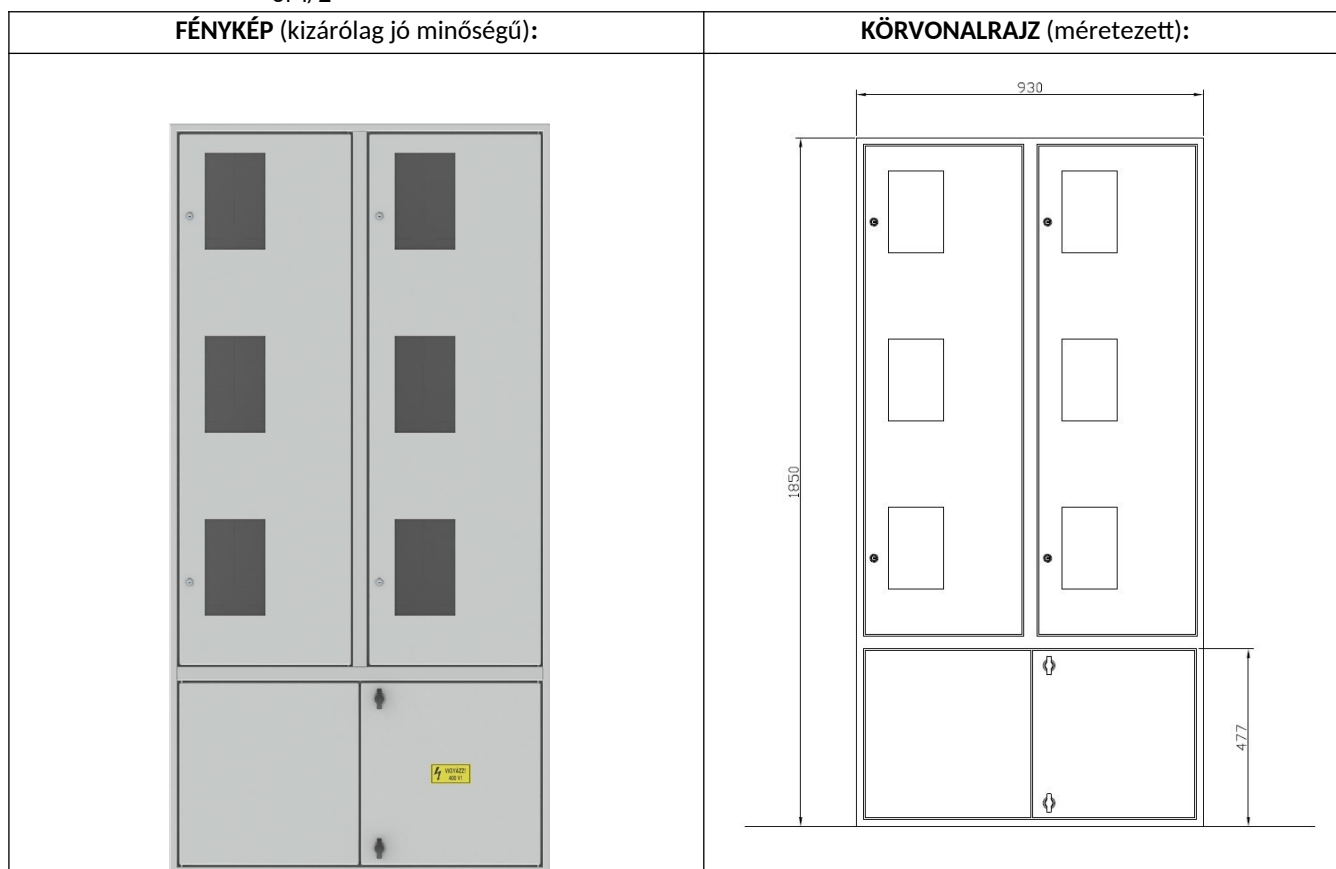 FÉNYKÉP (kizárólag jó minőségű):
KÖRVONALRAJZ (méretezett):
930
1850
477
VIGYÁZZ!
400 V!